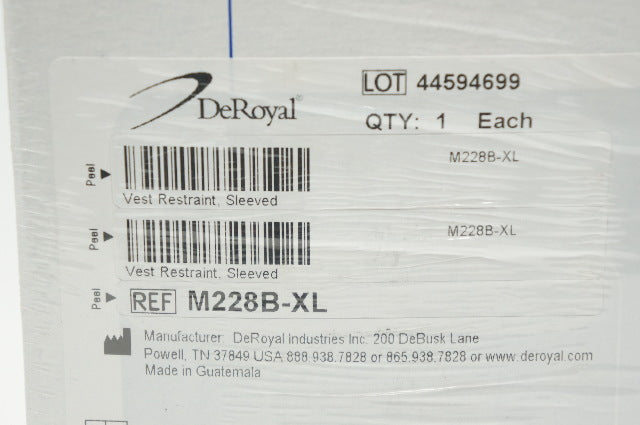 DeRoyal
LOT 44594699
QTY: 1 Each
Peel M228B-XL
Vest Restraint, Sleeved
Peel M228B-XL
Vest Restraint, Sleeved
Peel REF M228B-XL
Manufacturer: DeRoyal Industries Inc. 200 DeBusk Lane
Powell, TN 37849 USA 888.938.7828 or 865.938.7828 or www.deroyal.com
Made in Guatemala